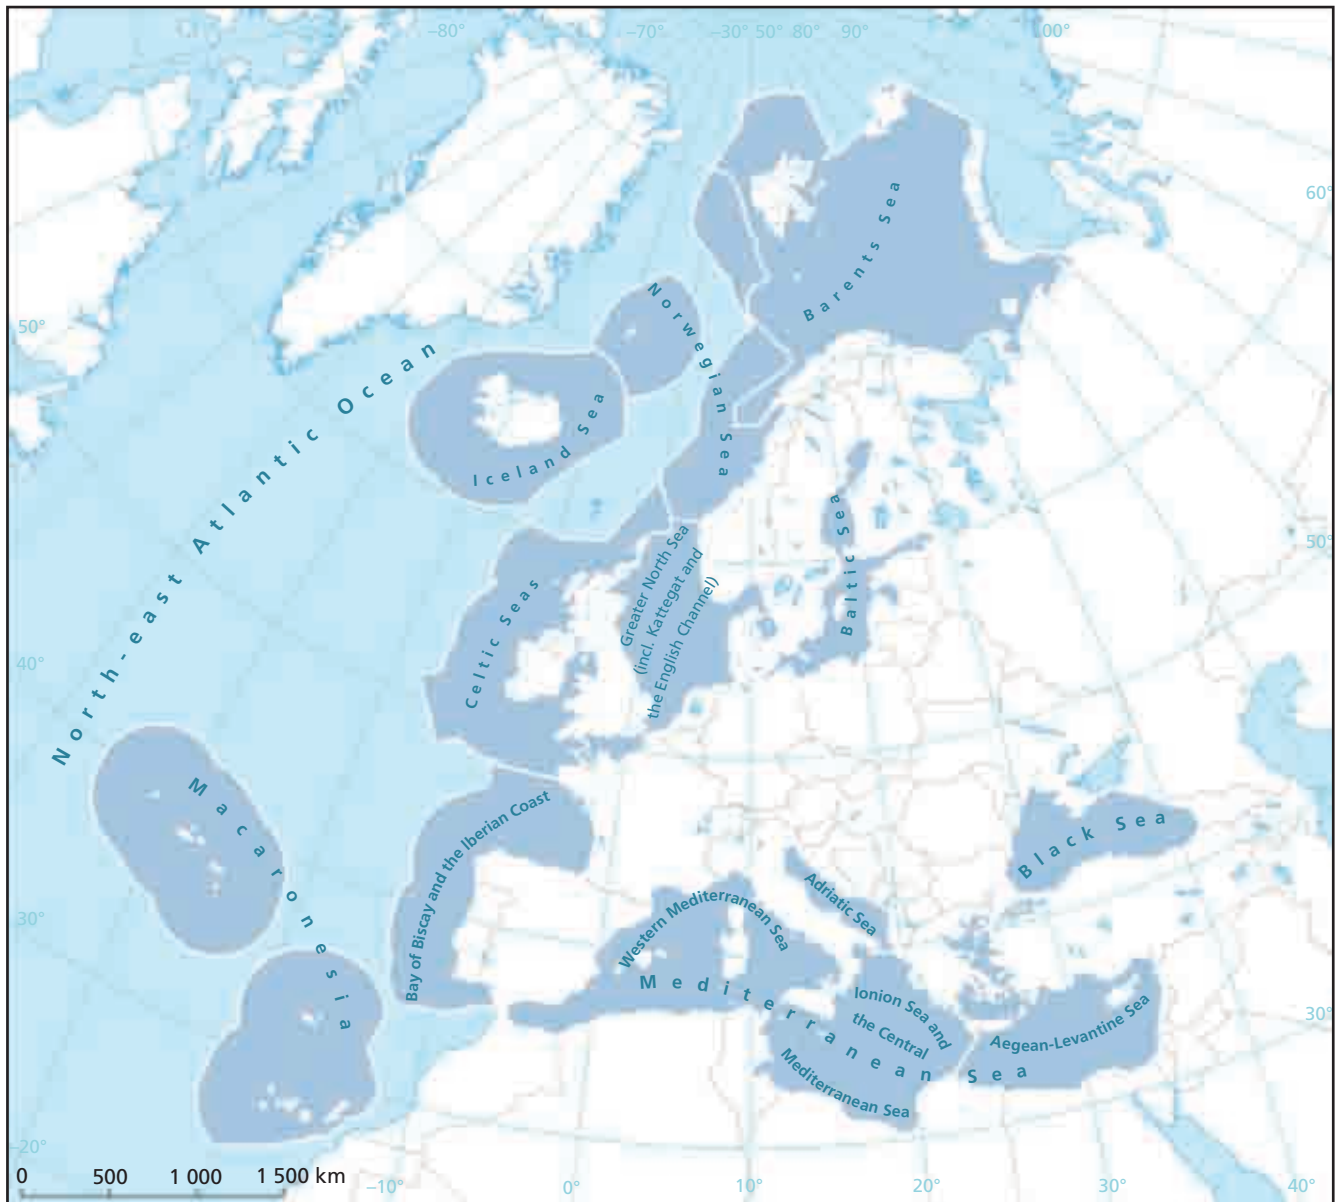 −80°
−70°
−30°
50°
80°
90°
100°
60°
50°
50°
40°
30°
30°
−20°
−10°
0°
10°
20°
30°
40°
North-east Atlantic Ocean
Barents Sea
Norwegian Sea
Iceland Sea
Celtic Seas
Greater North Sea
(incl. Kattegat and
the English Channel)
Baltic Sea
Macaronesia
Bay of Biscay and the Iberian Coast
Black Sea
Adriatic Sea
Western Mediterranean Sea
Mediterranean Sea
Ionion Sea and
the Central
Mediterranean Sea
Aegean-Levantine Sea
0 500 1 000 1 500 km